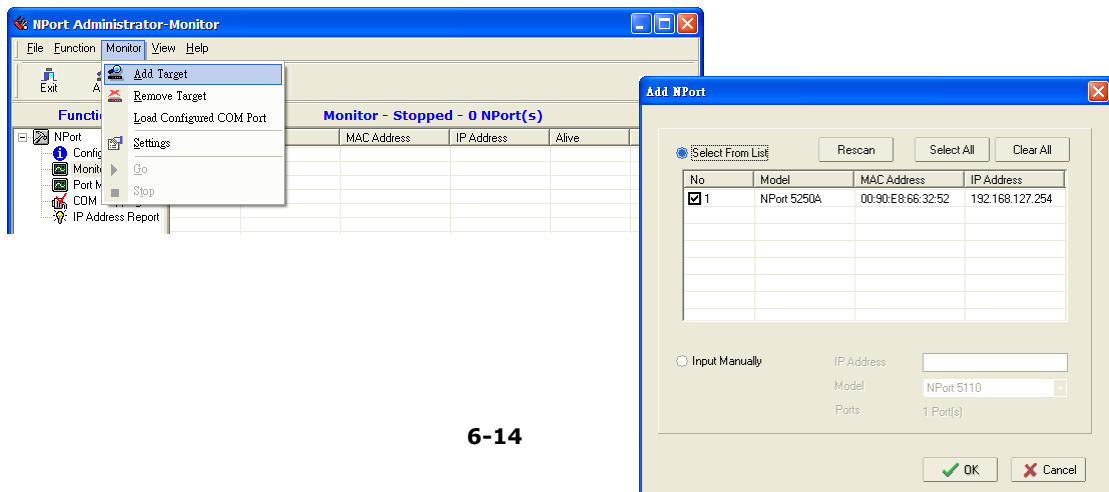 NPort Administrator-Monitor
File Function Monitor View Help
Exit
Add Target
Remove Target
Load Configured COM Port
Settings
Go
Stop
Monitor - Stopped - 0 NPort(s)
MAC Address IP Address Alive
NPort
COM
IP Address Report
Add NPort
Select From List Rescan Select All Clear All
No Model MAC Address IP Address
1 NPort 5250A 00:90:E8:66:32:52 192.168.127.254
Input Manually IP Address
Model NPort 5110
Ports 1 Port(s)
OK Cancel
6-14